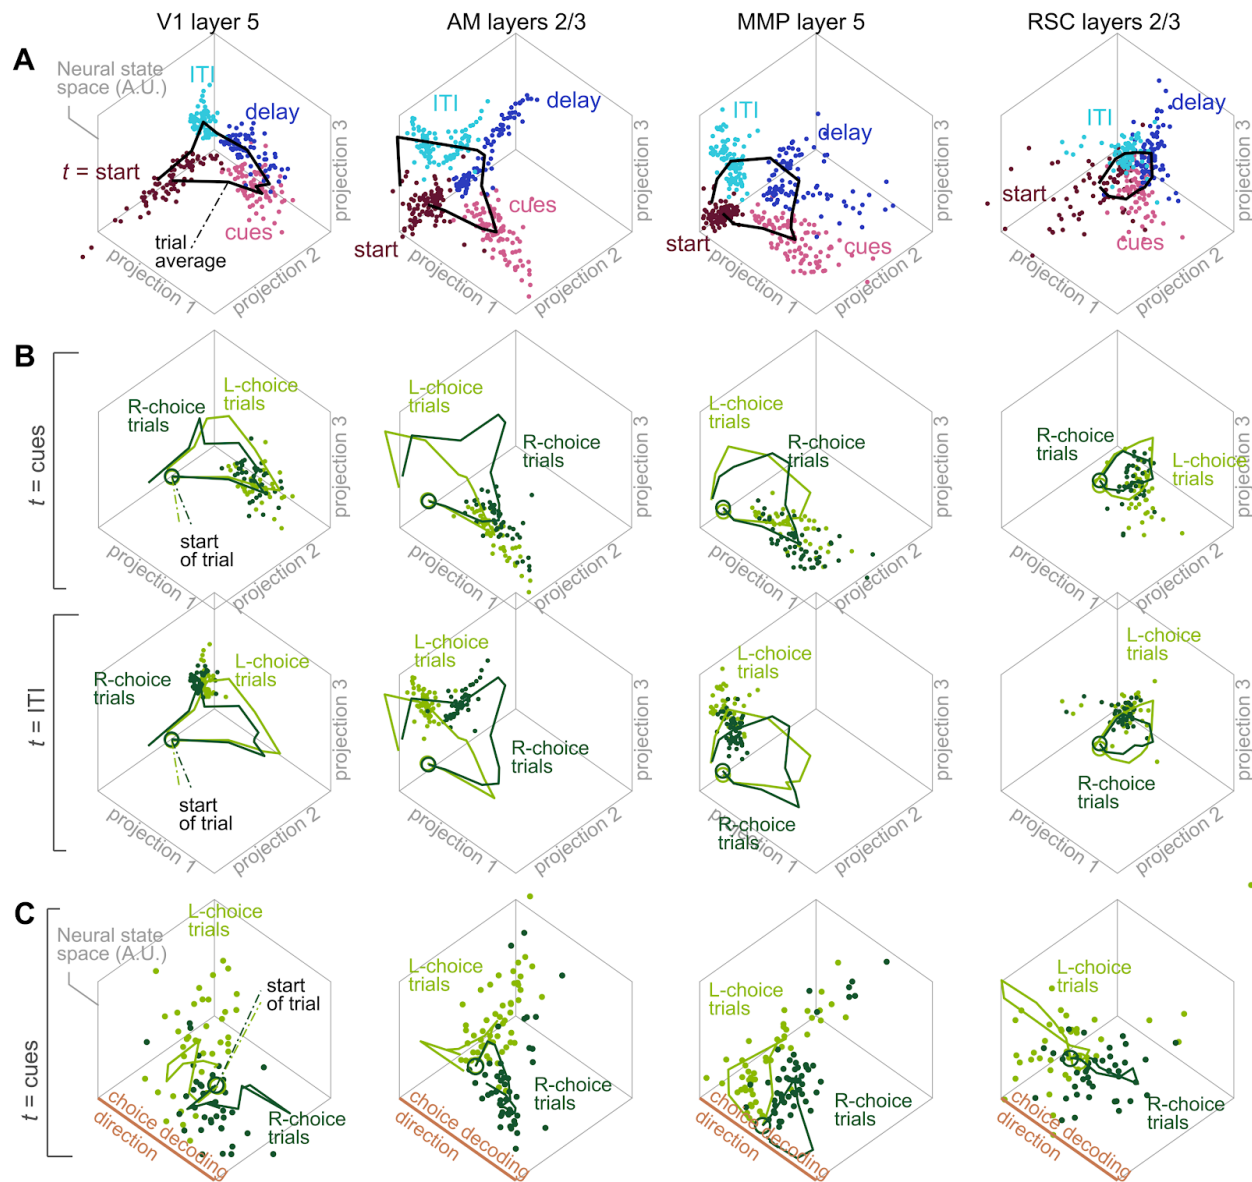 V1 layer 5
AM layers 2/3
MMP layer 5
RSC layers 2/3
A
Neural state
space (A.U.)
ITI
delay
t = start
cues
trial
average
projection 1
projection 2
projection 3
ITI
delay
cues
start
projection 1
projection 2
projection 3
ITI
delay
start
cues
projection 1
projection 2
projection 3
ITI
delay
start
cues
projection 1
projection 2
projection 3
B
t = cues
R-choice
trials
L-choice
trials
start
of trial
projection 1
projection 2
projection 3
L-choice
trials
R-choice
trials
projection 1
projection 2
projection 3
L-choice
trials
R-choice
trials
projection 1
projection 2
projection 3
R-choice
trials
L-choice
trials
projection 1
projection 2
projection 3
t = ITI
R-choice
trials
L-choice
trials
start
of trial
projection 1
projection 2
projection 3
L-choice
trials
R-choice
trials
projection 1
projection 2
projection 3
L-choice
trials
R-choice
trials
projection 1
projection 2
projection 3
L-choice
trials
R-choice
trials
projection 1
projection 2
projection 3
C
t = cues
Neural state
space (A.U.)
L-choice
trials
start
of trial
R-choice
trials
choice decoding
direction
L-choice
trials
R-choice
trials
choice decoding
direction
L-choice
trials
R-choice
trials
choice decoding
direction
L-choice
trials
R-choice
trials
choice decoding
direction